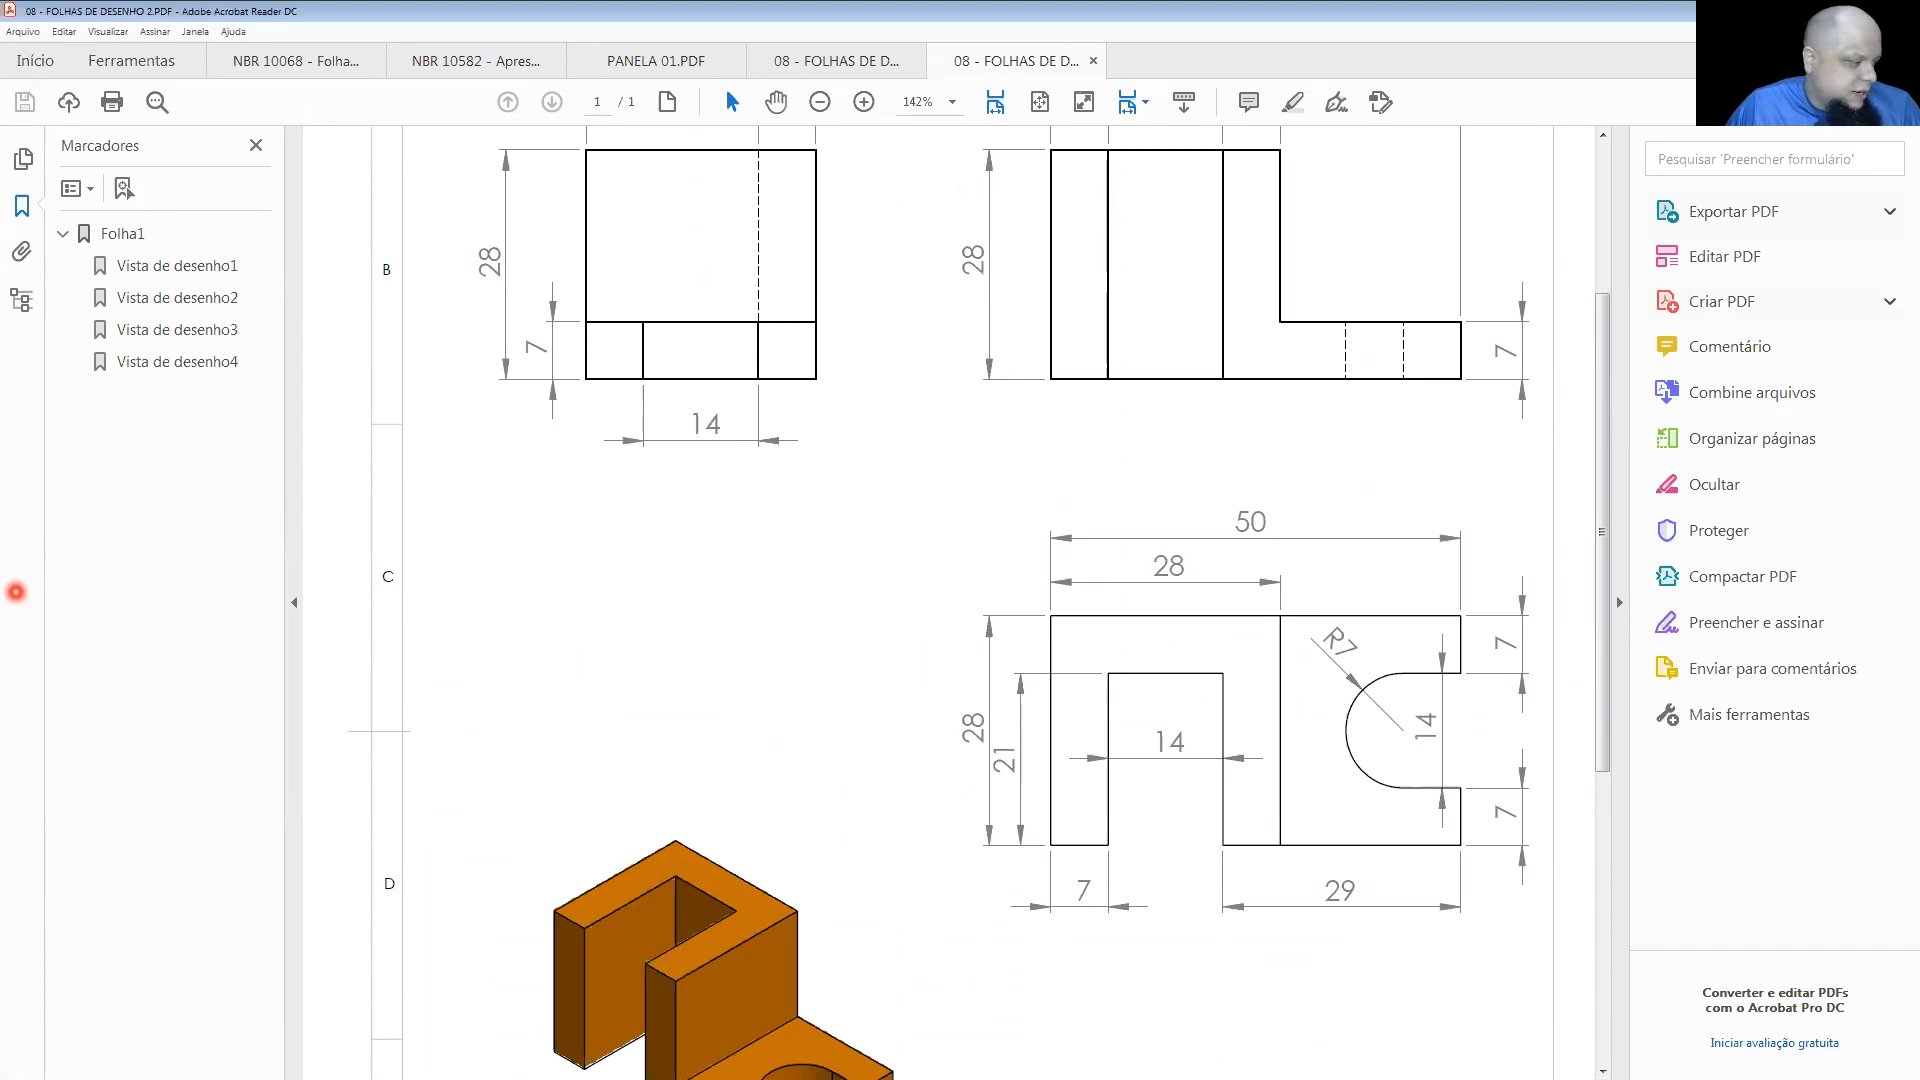 08 - FOLHAS DE DESENHO 2.PDF - Adobe Acrobat Reader DC
Arquivo Editar Visualizar Assinar Janela Ajuda
Início Ferramentas NBR 10068 - Folha... NBR 10582 - Apres... PANELA 01.PDF 08 - FOLHAS DE D... 08 - FOLHAS DE D... ×
1 / 1 142%
Marcadores
Folha1
Vista de desenho1
Vista de desenho2
Vista de desenho3
Vista de desenho4
B
C
D
28
7
14
28
7
50
28
R7
7
28
21
14
14
7
7
29
Pesquisar 'Preencher formulário'
Exportar PDF
Editar PDF
Criar PDF
Comentário
Combine arquivos
Organizar páginas
Ocultar
Proteger
Compactar PDF
Preencher e assinar
Enviar para comentários
Mais ferramentas
Converter e editar PDFs
com o Acrobat Pro DC
Iniciar avaliação gratuita